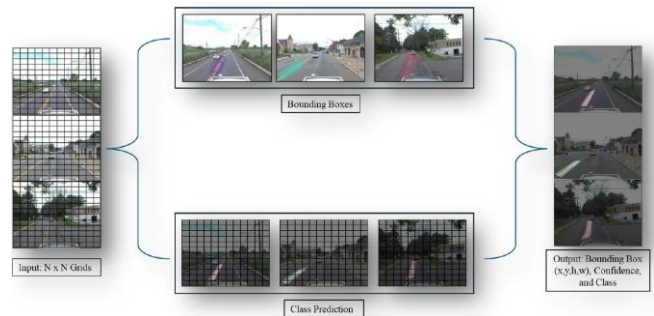 Bounding Boxes
Input: N x N Grids
Class Prediction
Output: Bounding Box
(x,y,h,w), Confidence,
and Class